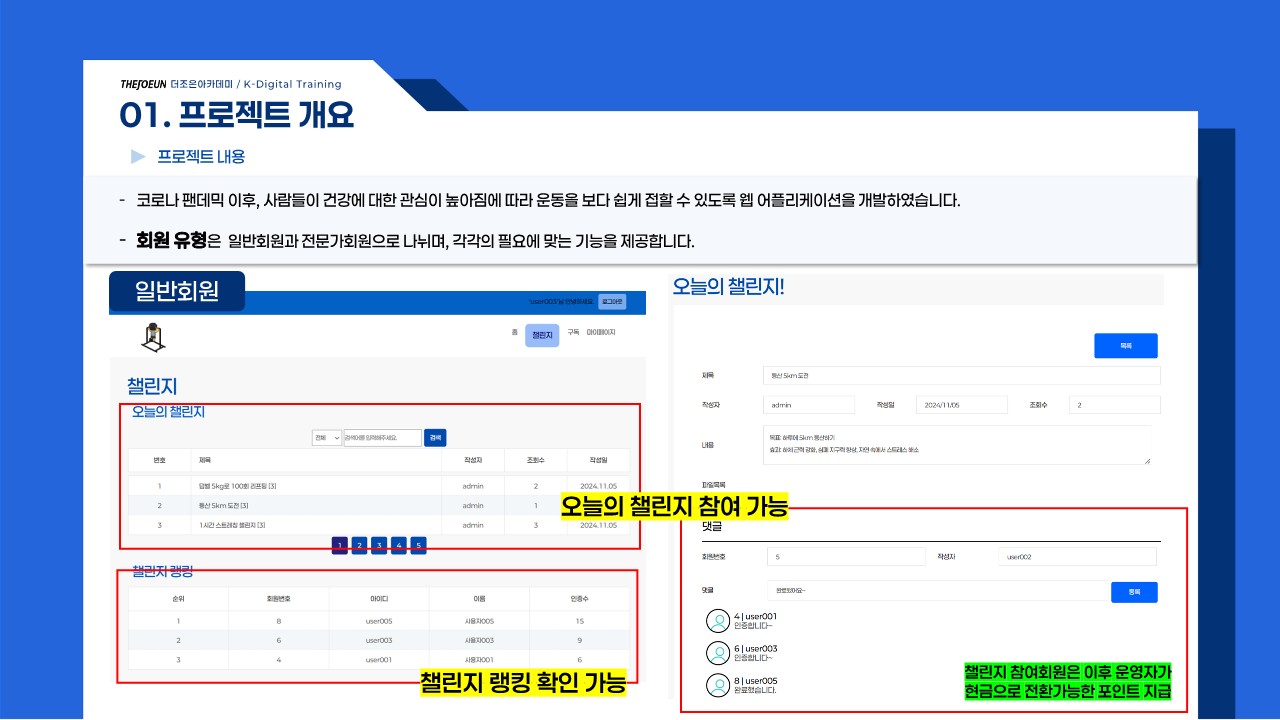 THEJOEUN 더조은아카데미 / K-Digital Training
01. 프로젝트 개요
프로젝트 내용
- 코로나 팬데믹 이후, 사람들이 건강에 대한 관심이 높아짐에 따라 운동을 보다 쉽게 접할 수 있도록 웹 어플리케이션을 개발하였습니다.
- 회원 유형은 일반회원과 전문가회원으로 나뉘며, 각각의 필요에 맞는 기능을 제공합니다.
일반회원
'user003'님 안녕하세요. 로그아웃
홈 챌린지 구독 마이페이지
챌린지
오늘의 챌린지
전체 검색어를 입력해주세요. 검색
번호 제목 작성자 조회수 작성일
1 덤벨 5kg로 100회 리프팅 [3] admin 2 2024.11.05
2 등산 5km 도전 [3] admin 1
3 1시간 스트레칭 챌린지 [3] admin 3 2024.11.05
1 2 3 4 5
오늘의 챌린지 참여 가능
챌린지 랭킹
순위 회원번호 아이디 이름 인증수
1 8 user005 사용자005 15
2 6 user003 사용자003 9
3 4 user001 사용자001 6
챌린지 랭킹 확인 가능
오늘의 챌린지!
목록
제목 등산 5km 도전
작성자 admin 작성일 2024/11/05 조회수 2
내용 목표: 하루에 5km 등산하기
효과: 하체 근력 강화, 심폐 지구력 향상, 자연 속에서 스트레스 해소
파일목록
댓글
회원번호 5 작성자 user002
댓글 완료했어요~ 등록
4 | user001
인증합니다~
6 | user003
인증합니다~
8 | user005
완료했습니다.
챌린지 참여회원은 이후 운영자가
현금으로 전환가능한 포인트 지급